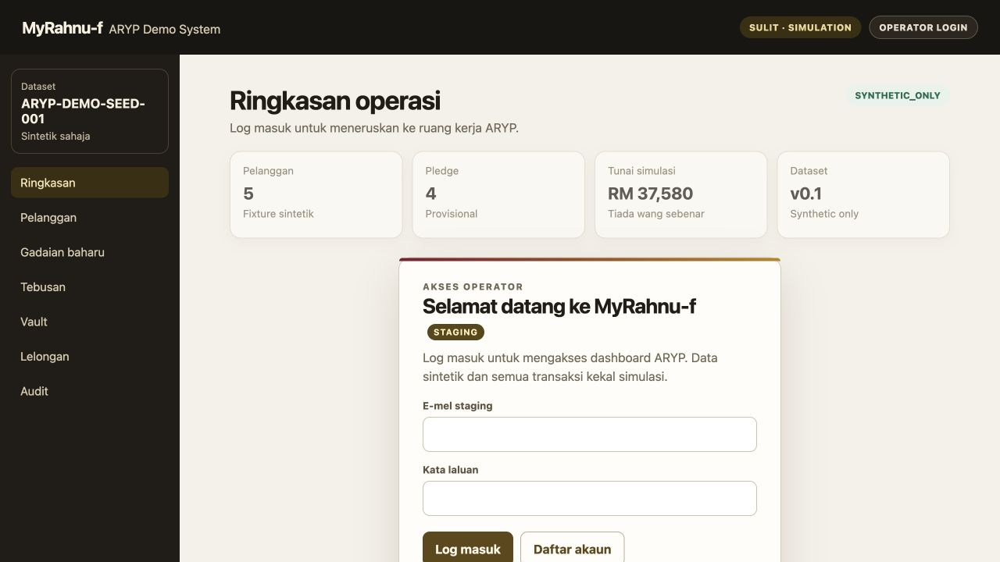 MyRahnu-f ARYP Demo System
SULIT · SIMULATION
OPERATOR LOGIN
Dataset
ARYP-DEMO-SEED-
001
Sintetik sahaja
Ringkasan
Pelanggan
Gadaian baharu
Tebusan
Vault
Lelongan
Audit
Ringkasan operasi
SYNTHETIC_ONLY
Log masuk untuk meneruskan ke ruang kerja ARYP.
Pelanggan
5
Fixture sintetik
Pledge
4
Provisional
Tunai simulasi
RM 37,580
Tiada wang sebenar
Dataset
v0.1
Synthetic only
AKSES OPERATOR
Selamat datang ke MyRahnu-f
STAGING
Log masuk untuk mengakses dashboard ARYP. Data
sintetik dan semua transaksi kekal simulasi.
E-mel staging
Kata laluan
Log masuk
Daftar akaun